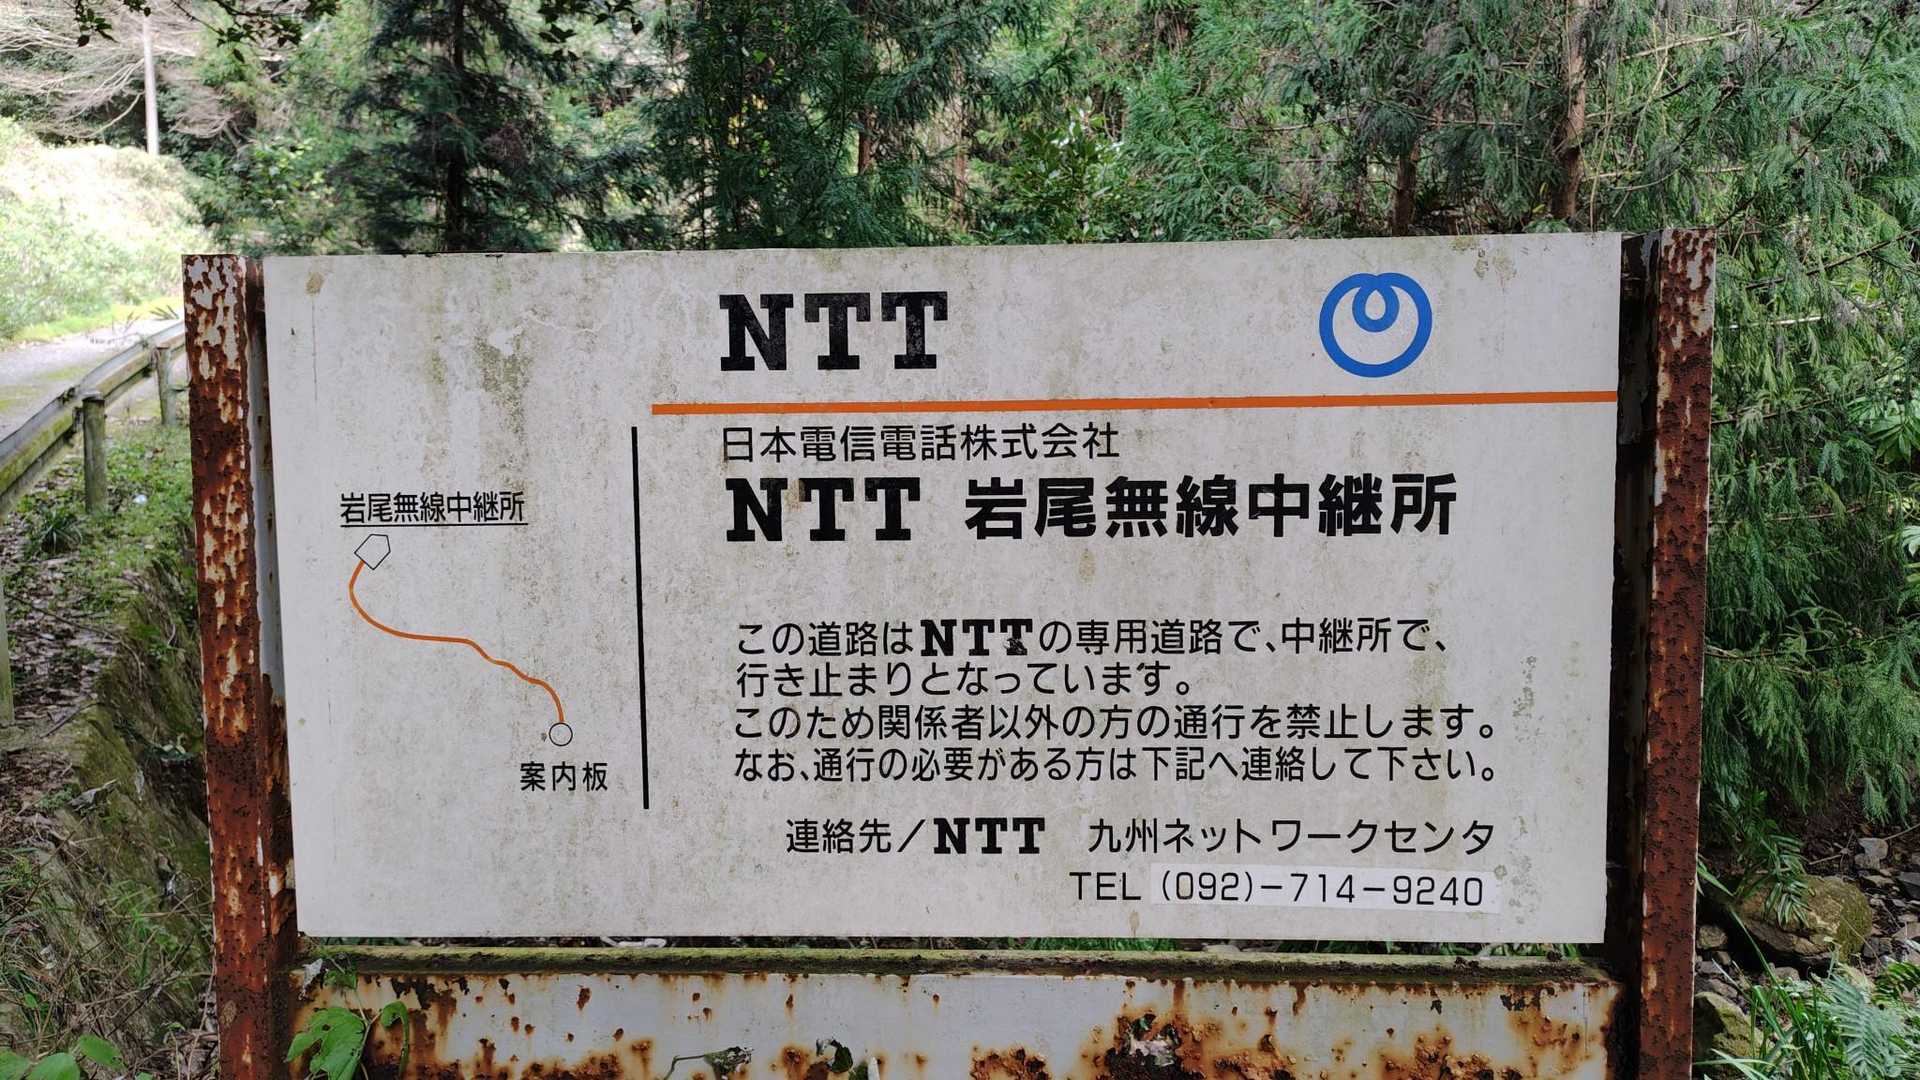 NTT
日本電信電話株式会社
NTT 岩尾無線中継所
岩尾無線中継所
案内板
この道路はNTTの専用道路で、中継所で、
行き止まりとなっています。
このため関係者以外の方の通行を禁止します。
なお、通行の必要がある方は下記へ連絡して下さい。
連絡先／NTT 九州ネットワークセンタ
TEL (092)-714-9240